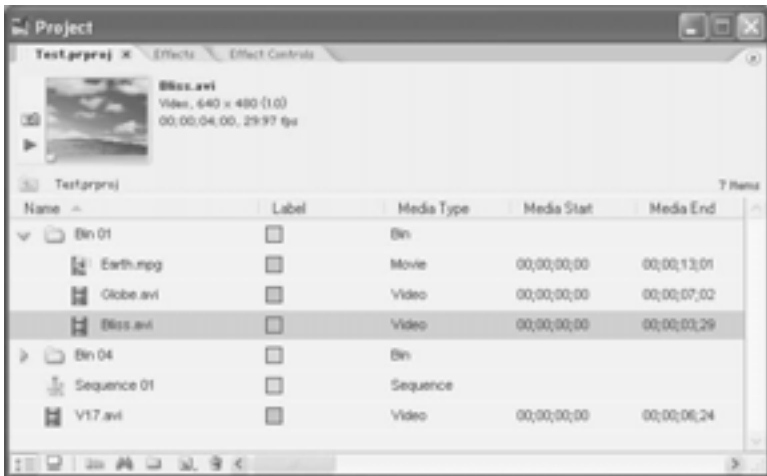 Project
Test.prproj × Effects Effect Controls
Bliss.avi
Video, 640 x 480 (1.0)
00;00;04;00, 29.97 fps
Test.prproj 7 Items
Name Label Media Type Media Start Media End
Bin 01 Bin
Earth.mpg Movie 00;00;00;00 00;00;13;01
Globe.avi Video 00;00;00;00 00;00;07;02
Bliss.avi Video 00;00;00;00 00;00;03;29
Bin 04 Bin
Sequence 01 Sequence
V17.avi Video 00;00;00;00 00;00;06;24